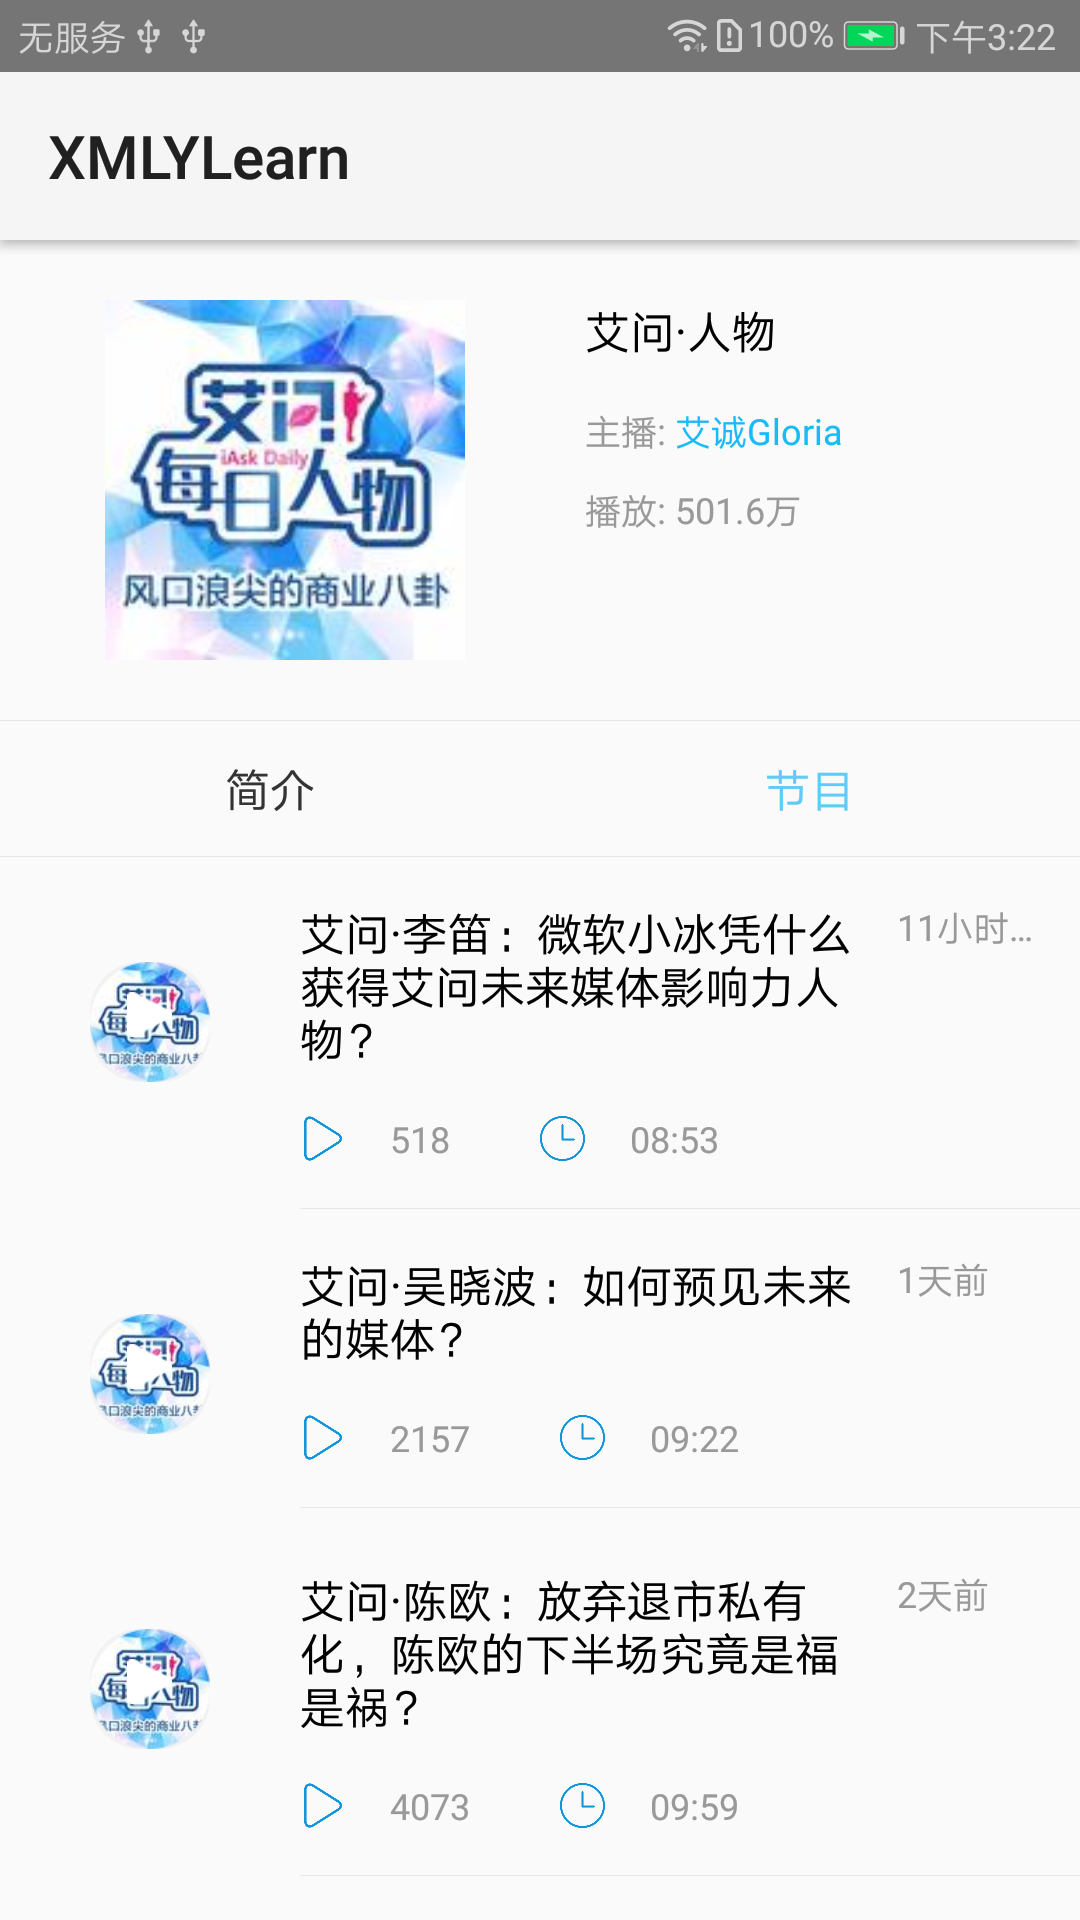 无服务 100% 下午3:22
XMLYLearn
艾问
iAsk Daily
每日人物
风口浪尖的商业八卦
艾问·人物
主播: 艾诚Gloria
播放: 501.6万
简介 节目
艾问·李笛：微软小冰凭什么
获得艾问未来媒体影响力人
物？
11小时...
518 08:53
艾问·吴晓波：如何预见未来
的媒体？
1天前
2157 09:22
艾问·陈欧：放弃退市私有
化，陈欧的下半场究竟是福
是祸？
2天前
4073 09:59